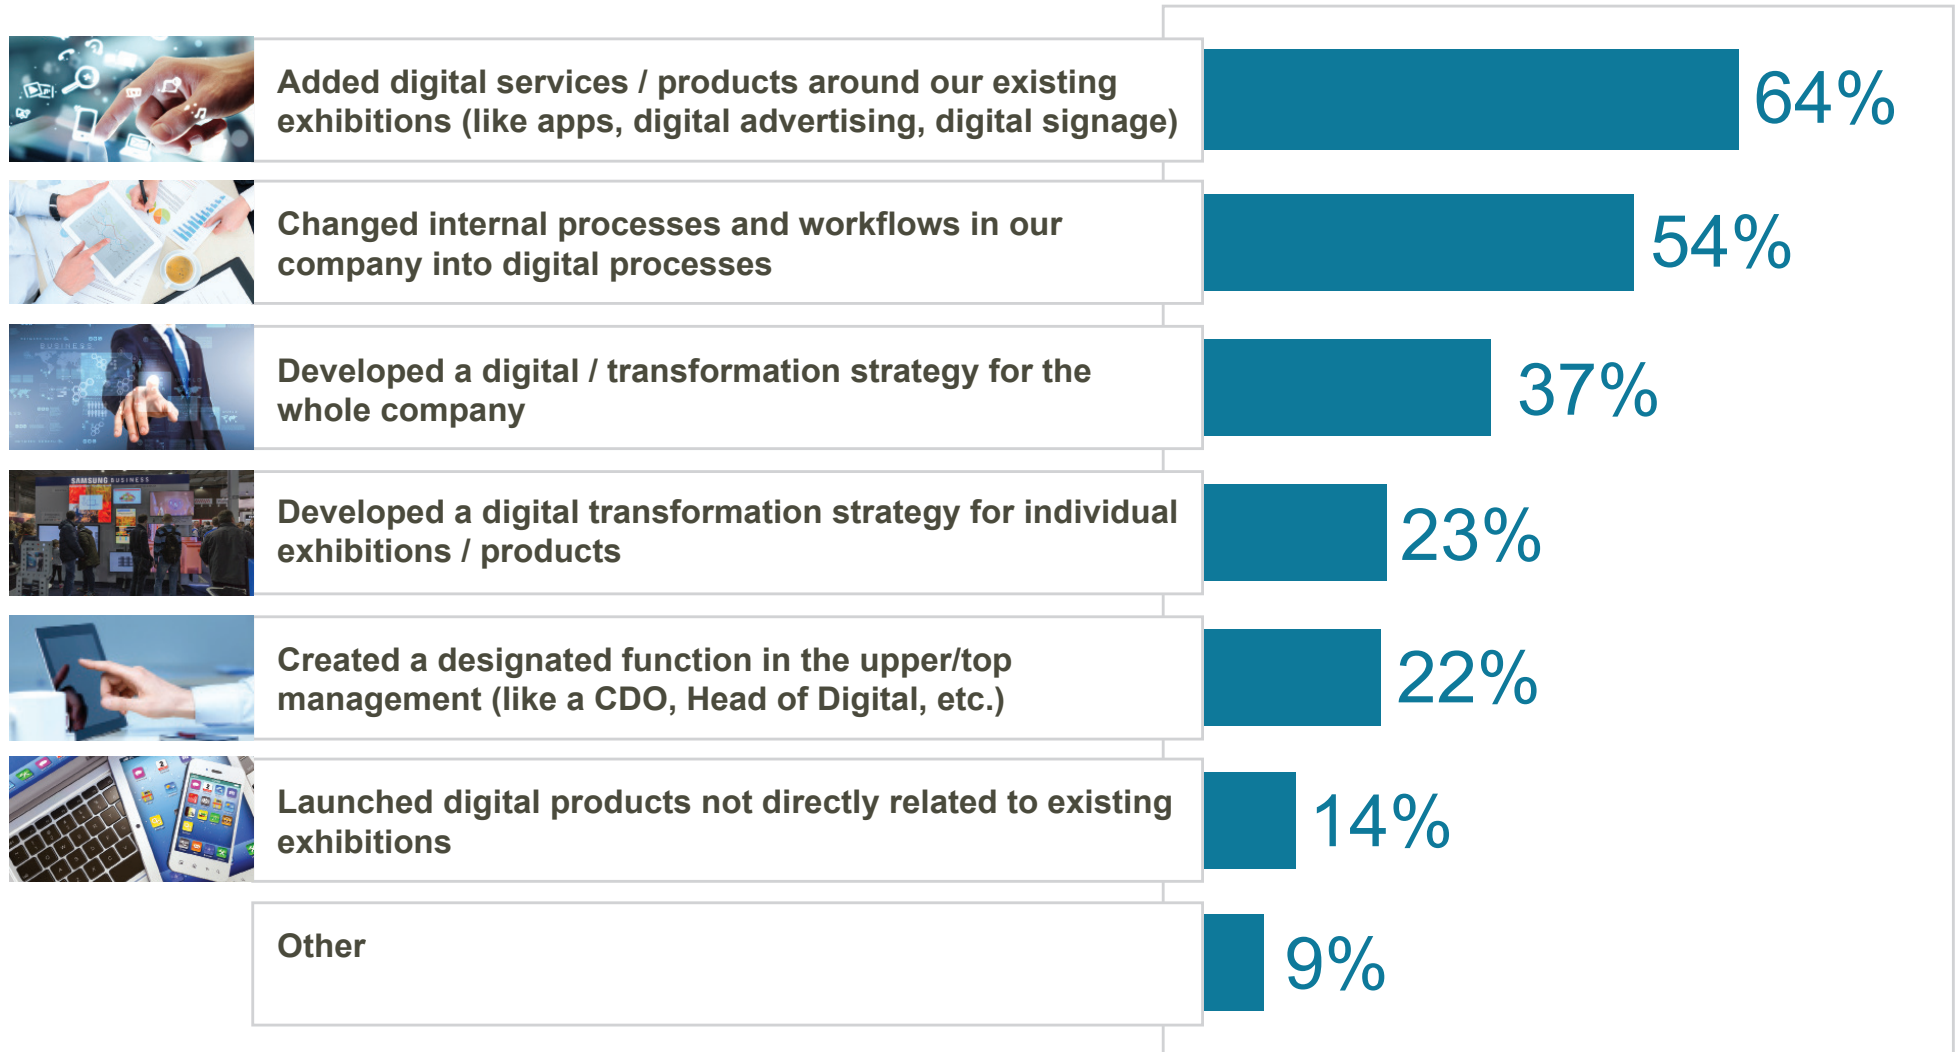 Added digital services / products around our existing
exhibitions (like apps, digital advertising, digital signage)
64%
Changed internal processes and workflows in our
company into digital processes
54%
BUSINESS
Developed a digital / transformation strategy for the
whole company
37%
SAMSUNG BUSINESS
Developed a digital transformation strategy for individual
exhibitions / products
23%
Created a designated function in the upper/top
management (like a CDO, Head of Digital, etc.)
22%
Launched digital products not directly related to existing
exhibitions
14%
Other
9%